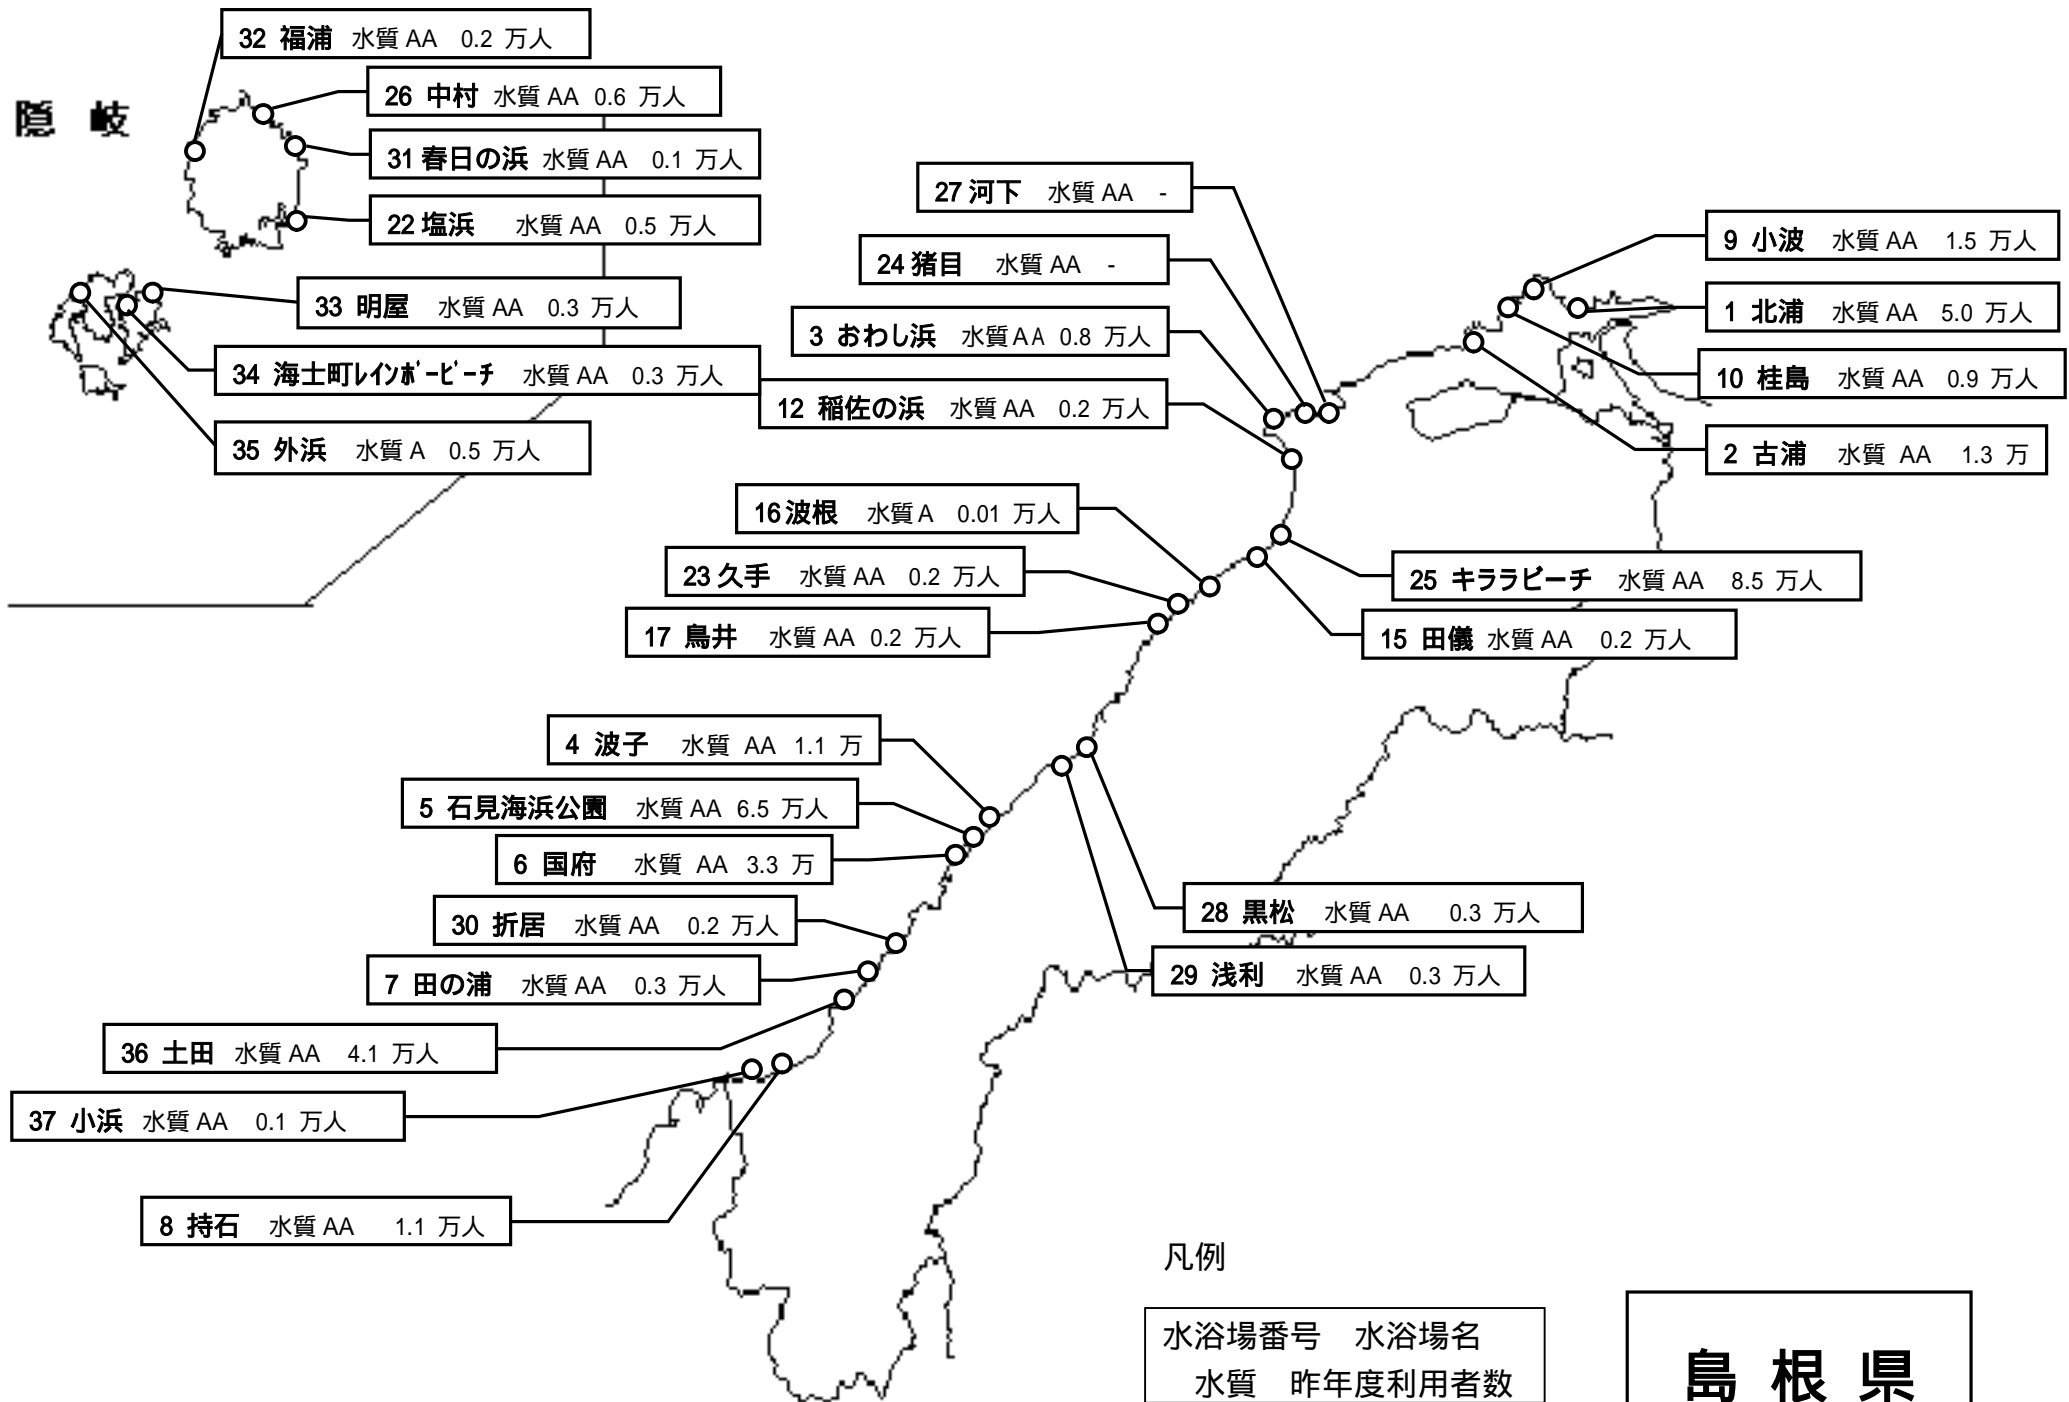 32 福浦 水質 AA 0.2 万人
26 中村 水質 AA 0.6 万人
隠 岐
31 春日の浜 水質 AA 0.1 万人
22 塩浜 水質 AA 0.5 万人
33 明屋 水質 AA 0.3 万人
34 海士町ﾚｲﾝﾎﾞｰﾋﾞｰﾁ 水質 AA 0.3 万人
35 外浜 水質 A 0.5 万人
27 河下 水質 AA -
24 猪目 水質 AA -
3 おわし浜 水質 AA 0.8 万人
12 稲佐の浜 水質 AA 0.2 万人
9 小波 水質 AA 1.5 万人
1 北浦 水質 AA 5.0 万人
10 桂島 水質 AA 0.9 万人
2 古浦 水質 AA 1.3 万
16 波根 水質 A 0.01 万人
23 久手 水質 AA 0.2 万人
17 鳥井 水質 AA 0.2 万人
25 キララビーチ 水質 AA 8.5 万人
15 田儀 水質 AA 0.2 万人
4 波子 水質 AA 1.1 万
5 石見海浜公園 水質 AA 6.5 万人
6 国府 水質 AA 3.3 万
30 折居 水質 AA 0.2 万人
7 田の浦 水質 AA 0.3 万人
36 土田 水質 AA 4.1 万人
37 小浜 水質 AA 0.1 万人
8 持石 水質 AA 1.1 万人
28 黒松 水質 AA 0.3 万人
29 浅利 水質 AA 0.3 万人
凡例
水浴場番号 水浴場名
水質 昨年度利用者数
島 根 県